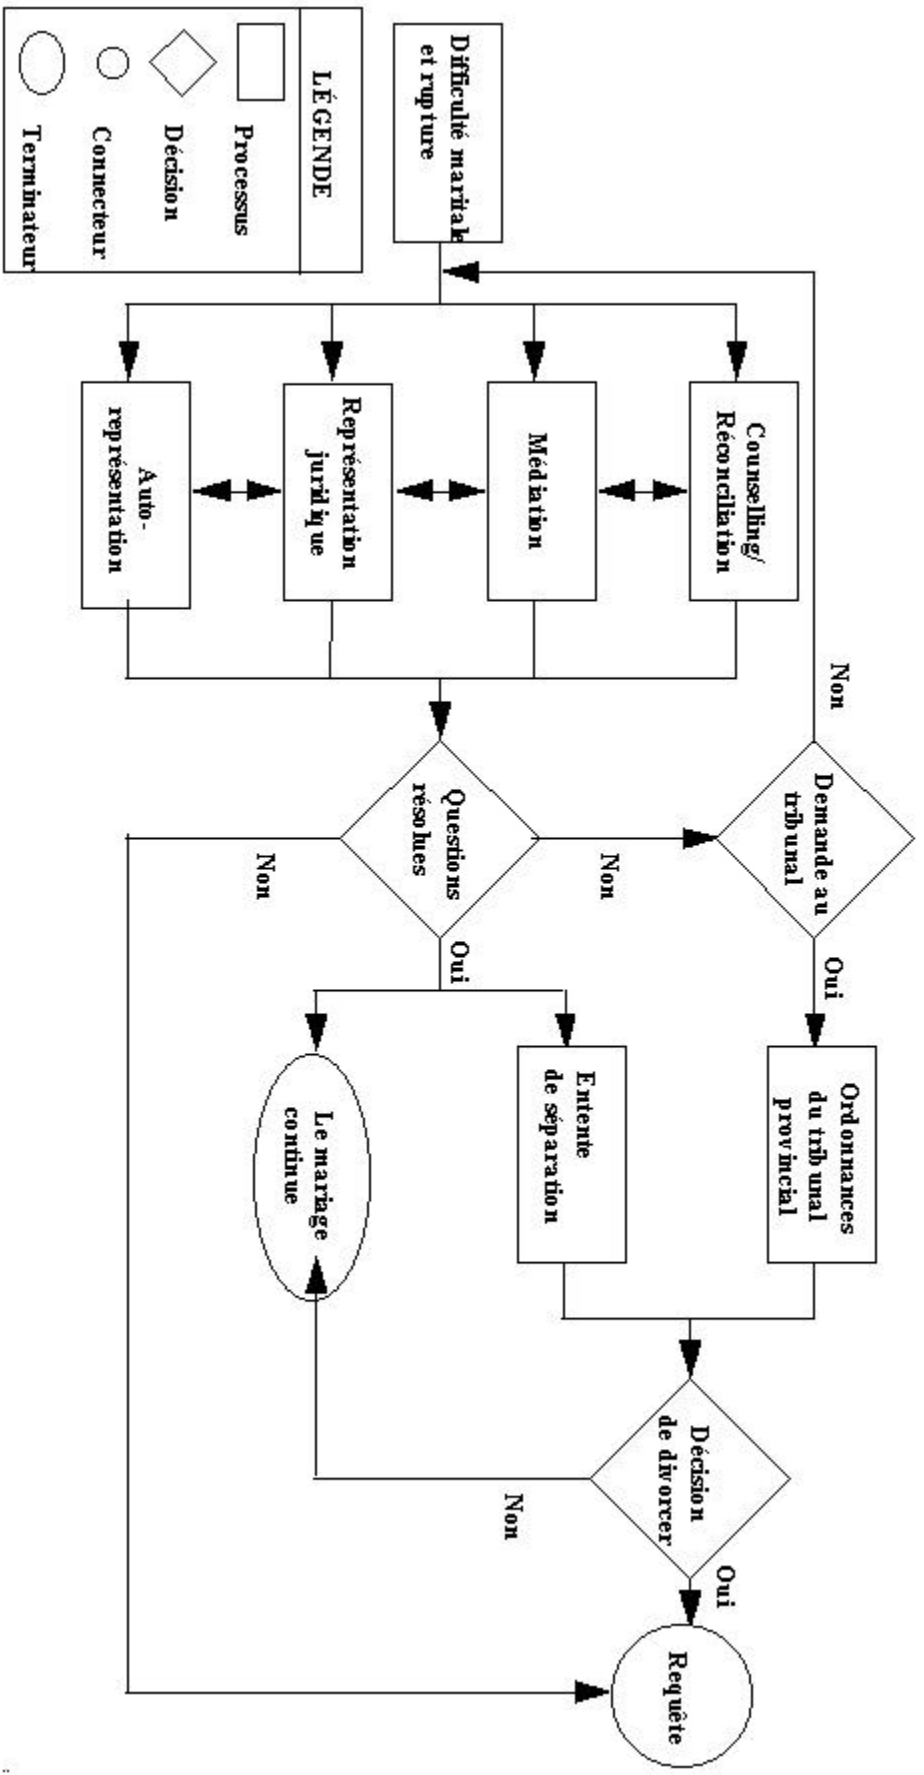 Difficulté maritale
et rupture
Counselling/
Réconciliation
Médiation
Représentation
juridique
Auto-
représentation
Non
Demande au
tribunal
Oui
Ordonnances
du tribunal
provincial
Questions
résolues
Non
Non
Oui
Entente
de séparation
Le mariage
continue
Décision
de divorcer
Oui
Non
Requête
LÉGENDE
Processus
Décision
Connecteur
Terminateur